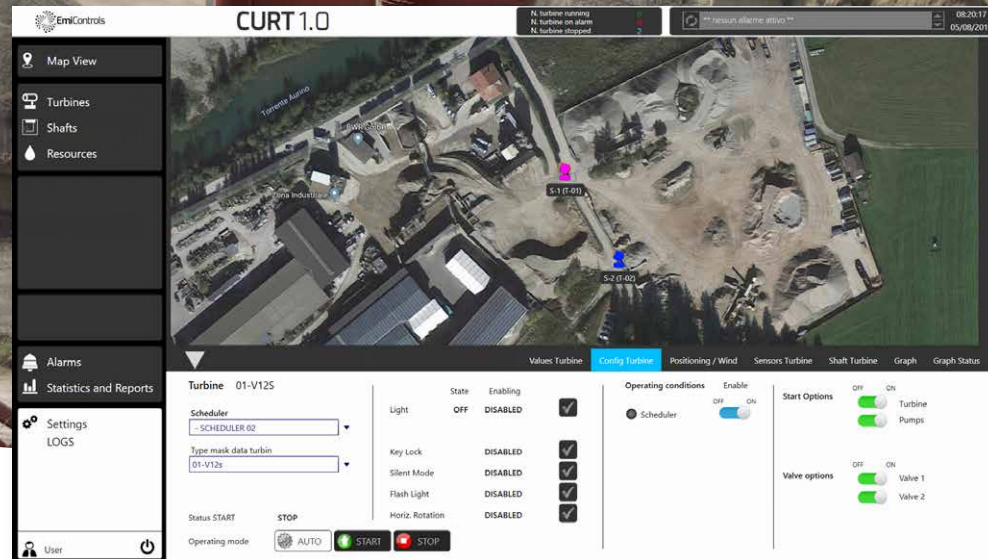 EmiControls
CURT 1.0
N. turbine running
N. turbine on alarm
N. turbine stopped 2
** nessun allarme attivo **
08:20:17
05/08/201
Map View
Turbines
Shafts
Resources
Alarms
Statistics and Reports
Settings
LOGS
User
Torrente Aurino
Zona Industriale
S-1 (T-01)
S-2 (T-02)
Values Turbine
Config Turbine
Positioning / Wind
Sensors Turbine
Shaft Turbine
Graph
Graph Status
Turbine 01-V12S
Scheduler
- SCHEDULER 02
Type mask data turbin
01-V12s
Status START STOP
Operating mode AUTO START STOP
State Enabling
Light OFF DISABLED
Key Lock DISABLED
Silent Mode DISABLED
Flash Light DISABLED
Horiz. Rotation DISABLED
Operating conditions Enable
OFF ON
Scheduler
Start Options
OFF ON
Turbine
Pumps
Valve options
OFF ON
Valve 1
Valve 2